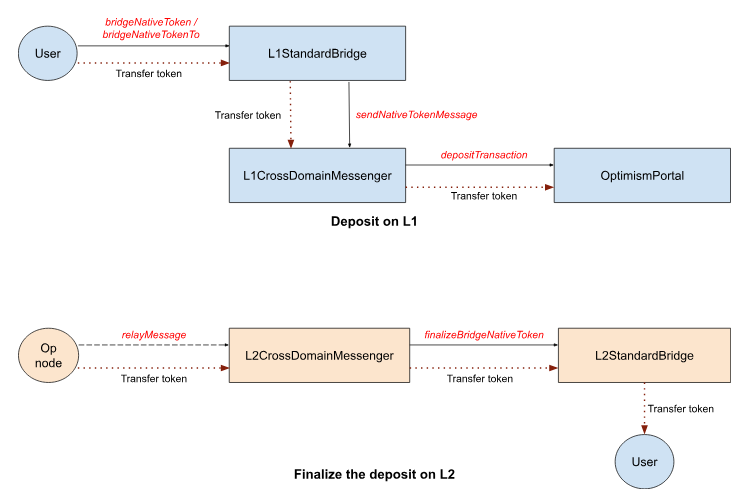 bridgeNativeToken /
bridgeNativeTokenTo
User
L1StandardBridge
Transfer token
Transfer token
sendNativeTokenMessage
depositTransaction
L1CrossDomainMessenger
OptimismPortal
Transfer token
Deposit on L1
relayMessage
finalizeBridgeNativeToken
Op
node
L2CrossDomainMessenger
L2StandardBridge
Transfer token
Transfer token
Transfer token
User
Finalize the deposit on L2